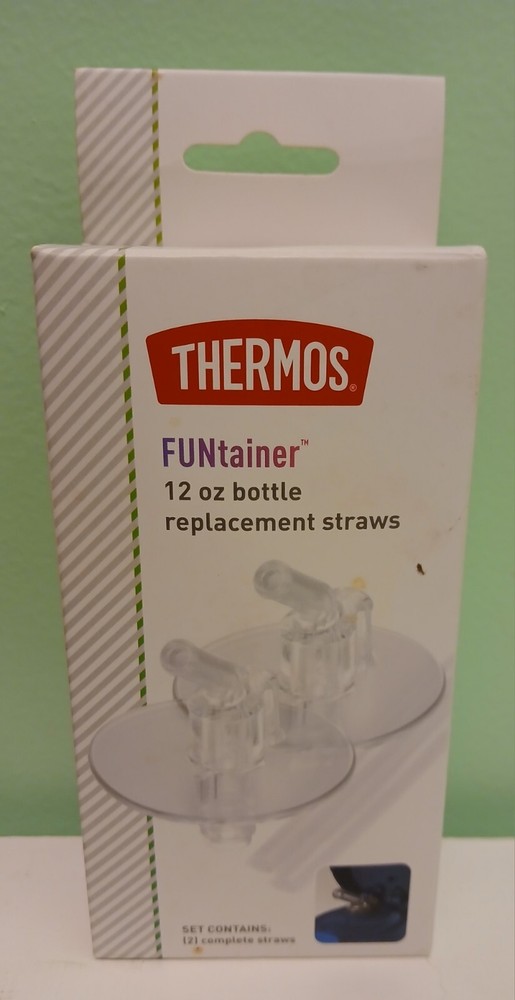 THERMOS®
FUNtainer™
12 oz bottle
replacement straws
SET CONTAINS:
(2) complete straws